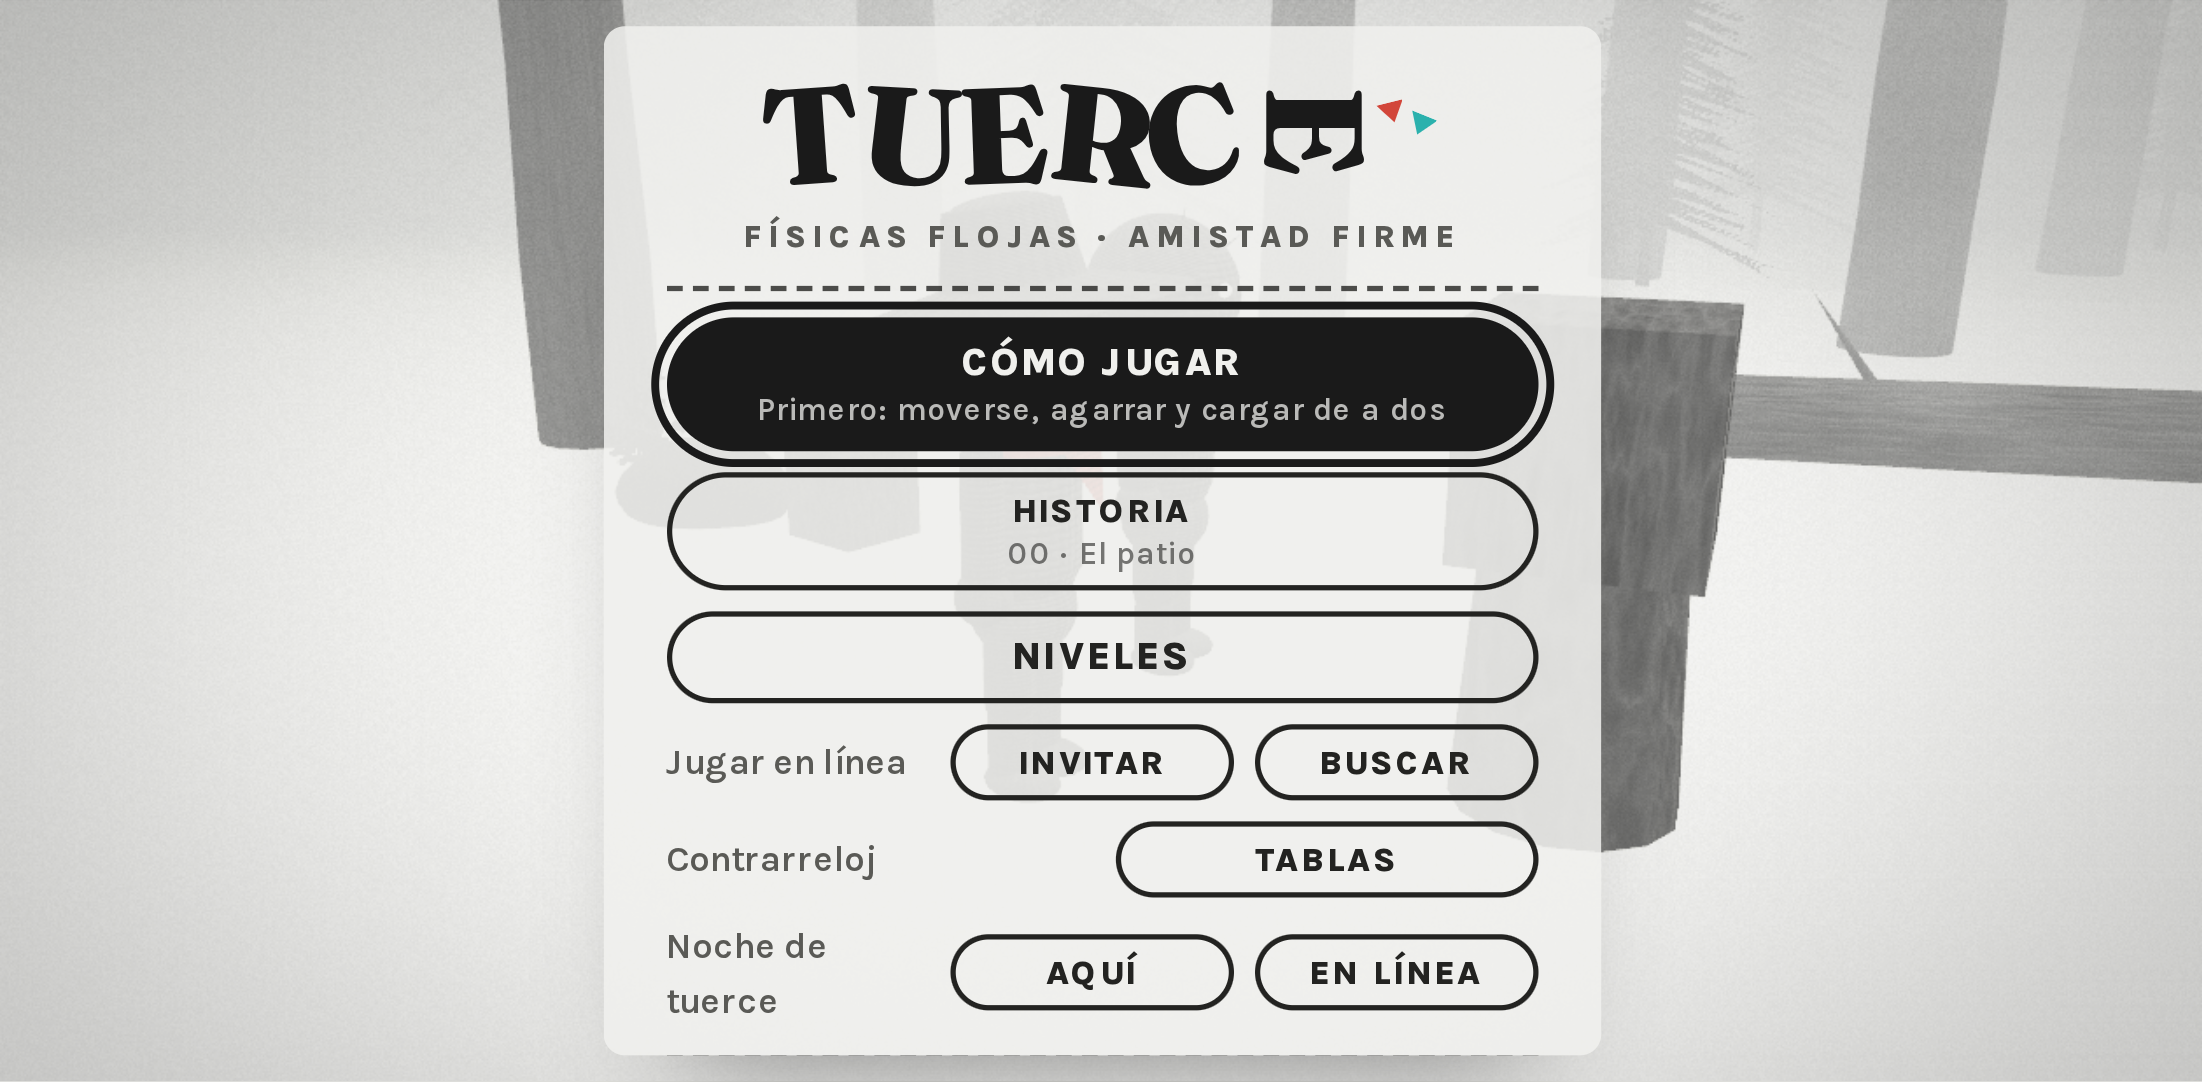 TUERCE
FÍSICAS FLOJAS · AMISTAD FIRME
CÓMO JUGAR
Primero: moverse, agarrar y cargar de a dos
HISTORIA
00 · El patio
NIVELES
Jugar en línea INVITAR BUSCAR
Contrarreloj TABLAS
Noche de
tuerce AQUÍ EN LÍNEA